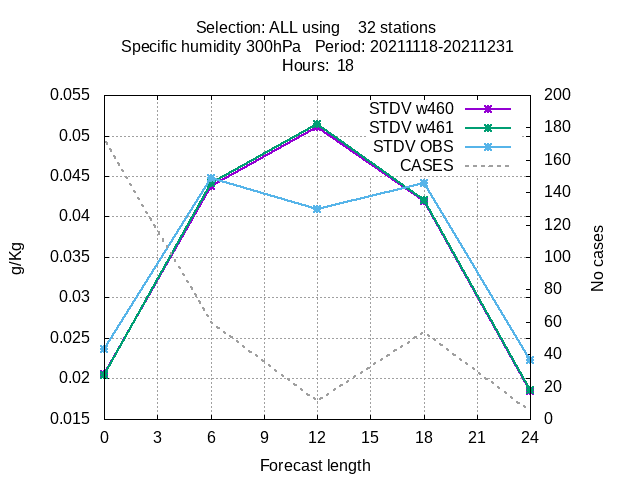 Selection: ALL using    32 stations
Specific humidity 300hPa   Period: 20211118-20211231
Hours:  18
g/Kg
0.055
0.05
0.045
0.04
0.035
0.03
0.025
0.02
0.015
STDV w460
STDV w461
STDV OBS
CASES
200
180
160
140
120
100
80
60
40
20
0
No cases
0 3 6 9 12 15 18 21 24
Forecast length